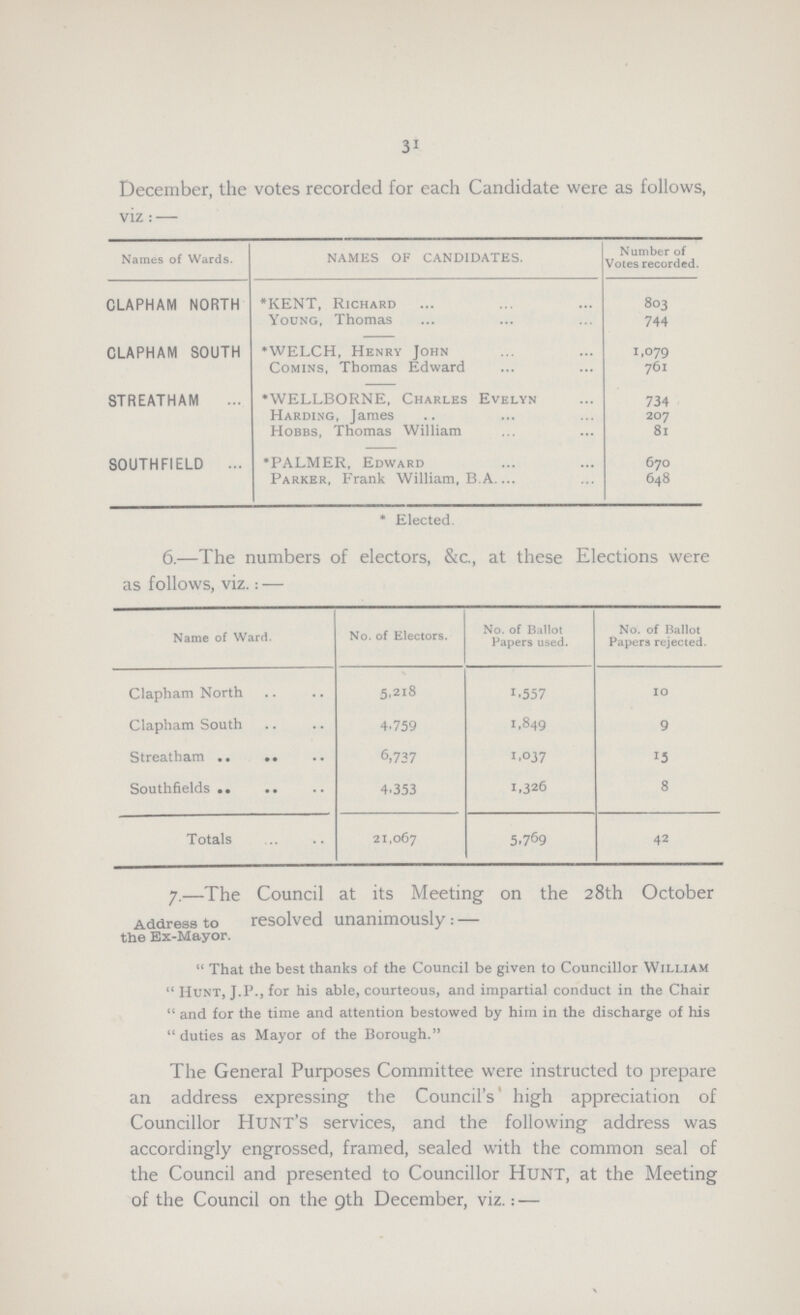 31
December, the votes recorded for each Candidate were as follows,
viz :—
Names of Wards. NAMES OF CANDIDATES. Number of Votes recorded.
CLAPHAM NORTH *KENT, RICHARD ... ... ... 803
YOUNG, Thomas ... ... ... 744
CLAPHAM SOUTH *WELCH, HENRY JOHN ... ... 1,079
COMINS, Thomas Edward ... ... 761
STREATHAM ... *WELLBORNE, CHARLES EVELYN ... 734
HARDING, James .. ... ... 207
HOBBS, Thomas William ... ... 81
SOUTHFIELD ... *PALMER, EDWARD ... ... 670
PARKER, Frank William, B.A. ... ... 648
* Elected.
6.—The numbers of electors, &c., at these Elections were
as follows, viz. :—
Name of Ward. No. of Electors. No. of Ballot Papers used. No. of Ballot Papers rejected.
Clapham North .. .. 5,218 1,557 10
Clapham South .. .. 4,759 1,849 9
Streatham .. .. .. 6,737 1,037 15
Southfields .. .. .. 4,353 1,326 8
Totals .. .. 21,067 5,769 42
7.—The Council at its Meeting on the 28th October
Address to the Ex-Mayor.
resolved unanimously :—
" That the best thanks of the Council be given to Councillor WILLIAM
" HUNT, J.P., for his able, courteous, and impartial conduct in the Chair
" and for the time and attention bestowed by him in the discharge of his
" duties as Mayor of the Borough."
The General Purposes Committee were instructed to prepare
an address expressing the Council's high appreciation of
Councillor HUNT'S services, and the following address was
accordingly engrossed, framed, sealed with the common seal of
the Council and presented to Councillor HUNT, at the Meeting
of the Council on the 9th December, viz. :—